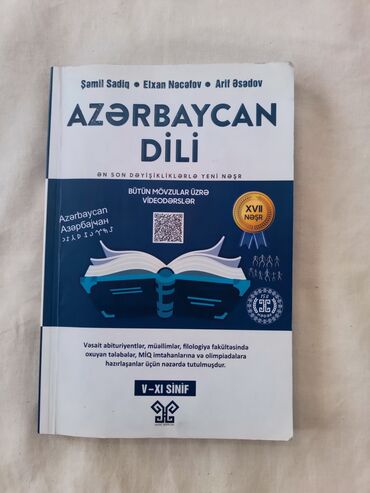 Şamil Sadiq • Elxan Nəcəfov • Arif Əsədov
AZƏRBAYCAN
DİLİ
ƏN SON DƏYİŞİKLİKLƏRLƏ YENİ NƏŞR
BÜTÜN MÖVZULAR ÜZRƏ
VİDEODƏRSLƏR
Azərbaycan
Азәрбајҹан
XVII
NƏŞR
Vəsait abituriyentlər, müəllimlər, filologiya fakültəsində
oxuyan tələbələr, MİQ imtahanlarına və olimpiadalara
hazırlaşanlar üçün nəzərdə tutulmuşdur.
V–XI SİNİF